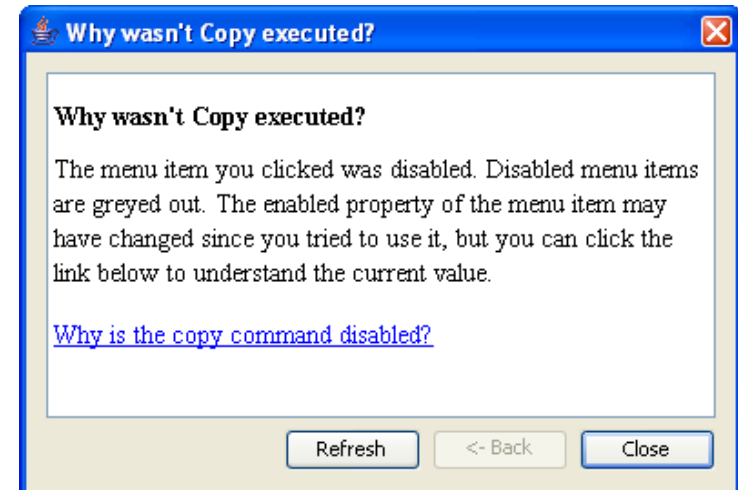 Why wasn't Copy executed?
Why wasn't Copy executed?
The menu item you clicked was disabled. Disabled menu items
are greyed out. The enabled property of the menu item may
have changed since you tried to use it, but you can click the
link below to understand the current value.
Why is the copy command disabled?
Refresh <- Back Close